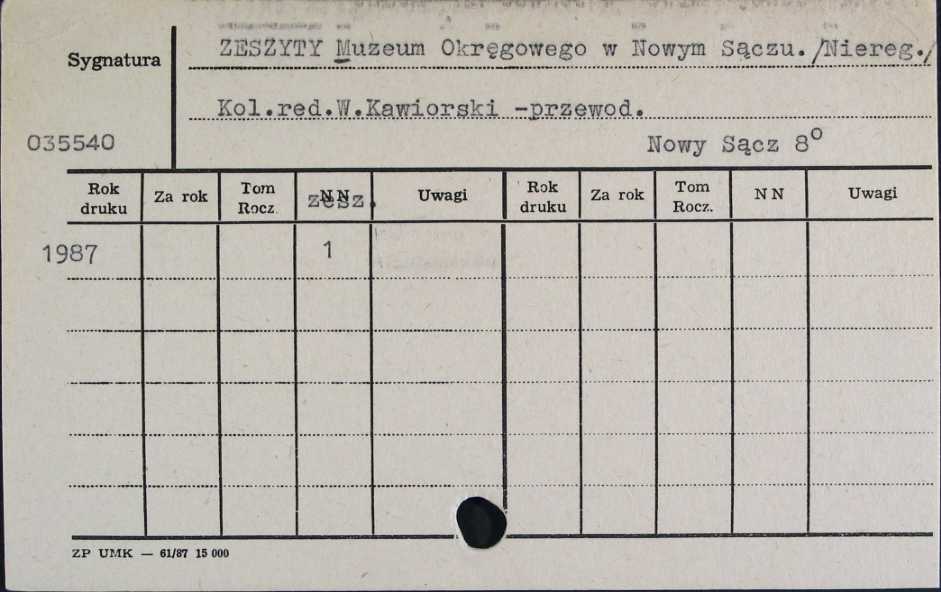 Sygnatura
ZESZYTY Muzeum Okręgowego w Nowym Sączu./Niereg./
Kol.red.W.Kawiorski -przewod.
035540
Nowy Sącz 8°
Rok druku Za rok Tom Rocz. N N zesz. Uwagi Rok druku Za rok Tom Rocz. N N Uwagi
1987 1
ZP UMK — 61/87 15 000